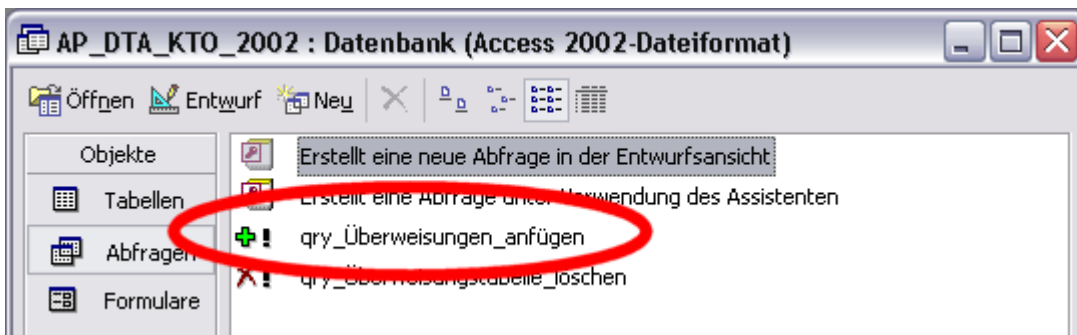 AP_DTA_KTO_2002 : Datenbank (Access 2002-Dateiformat)
Öffnen Entwurf Neu
Objekte
Erstellt eine neue Abfrage in der Entwurfsansicht
Tabellen
Erstellt eine Abfrage unter Verwendung des Assistenten
qry_Überweisungen_anfügen
Abfragen
qry_Überweisungstabelle_löschen
Formulare